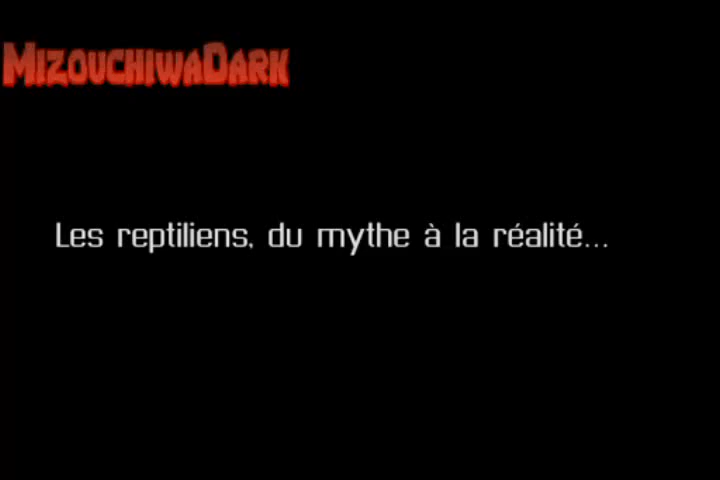 MizouchiwaDark
Les reptiliens, du mythe à la réalité...